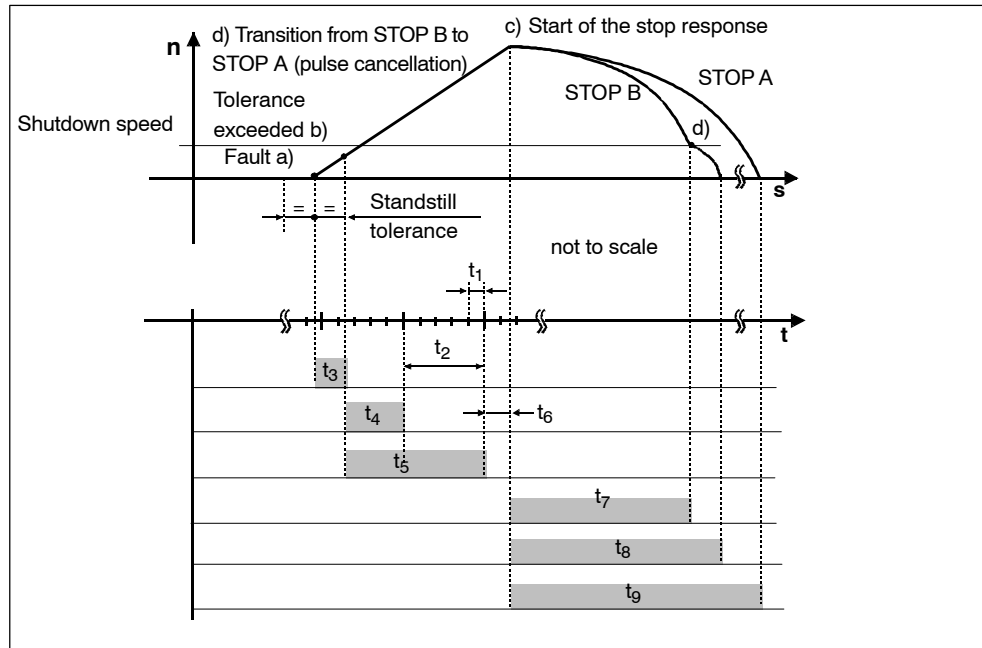 c) Start of the stop response
n
d) Transition from STOP B to
STOP A (pulse cancellation)
STOP A
STOP B
Tolerance
exceeded b)
Shutdown speed
d)
Fault a)
s
= =
Standstill
tolerance
not to scale
t1
t
t2
t3
t4
t6
t5
t7
t8
t9